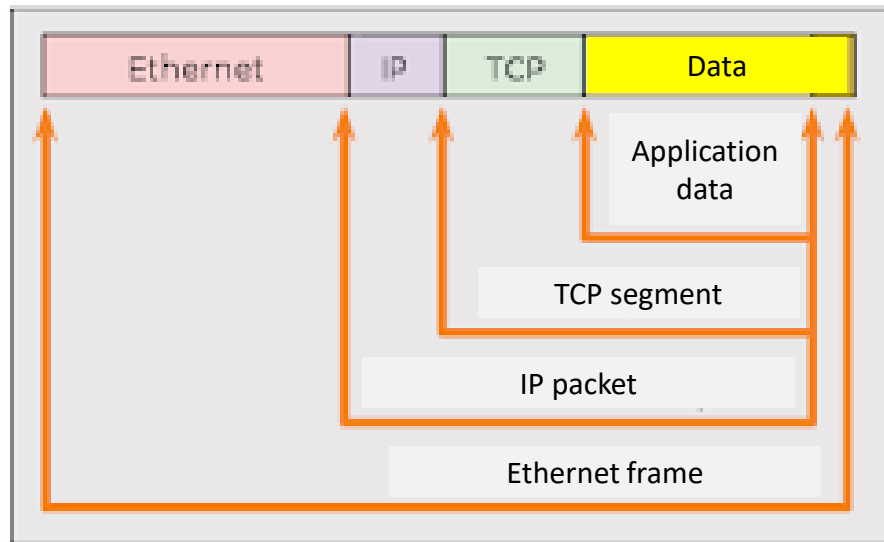 Ethernet IP TCP Data
Application
data
TCP segment
IP packet
Ethernet frame